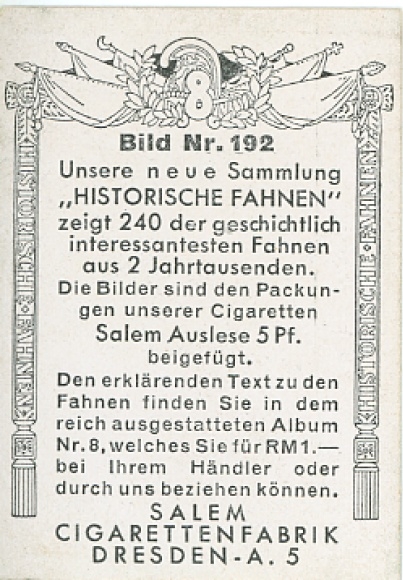 8
Bild Nr. 192
Unsere neue Sammlung
„HISTORISCHE FAHNEN"
zeigt 240 der geschichtlich
interessantesten Fahnen
aus 2 Jahrtausenden.
Die Bilder sind den Packun-
gen unserer Cigaretten
Salem Auslese 5 Pf.
beigefügt.
Den erklärenden Text zu den
Fahnen finden Sie in dem
reich ausgestatteten Album
Nr. 8, welches Sie für RM 1.—
bei Ihrem Händler oder
durch uns beziehen können.
SALEM
CIGARETTENFABRIK
DRESDEN-A. 5
HISTORISCHE·FAHNEN
HISTORISCHE·FAHNEN